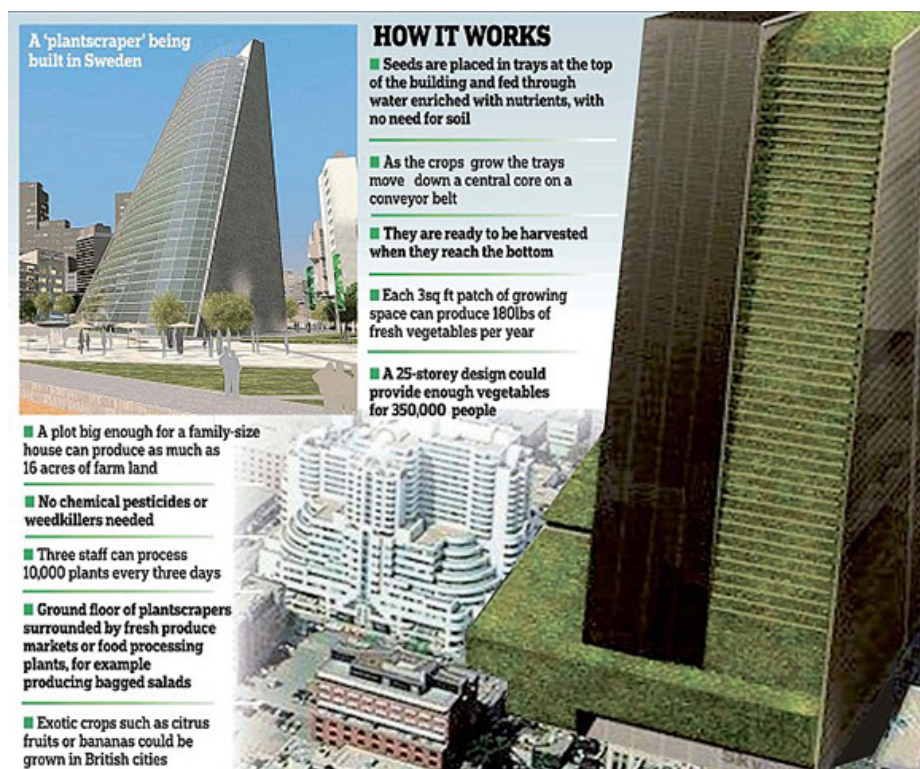 A 'plantscraper' being
built in Sweden
HOW IT WORKS
Seeds are placed in trays at the top
of the building and fed through
water enriched with nutrients, with
no need for soil
As the crops grow the trays
move down a central core on a
conveyor belt
They are ready to be harvested
when they reach the bottom
Each 3sq ft patch of growing
space can produce 180lbs of
fresh vegetables per year
A 25-storey design could
provide enough vegetables
for 350,000 people
A plot big enough for a family-size
house can produce as much as
16 acres of farm land
No chemical pesticides or
weedkillers needed
Three staff can process
10,000 plants every three days
Ground floor of plantscrapers
surrounded by fresh produce
markets or food processing
plants, for example
producing bagged salads
Exotic crops such as citrus
fruits or bananas could be
grown in British cities